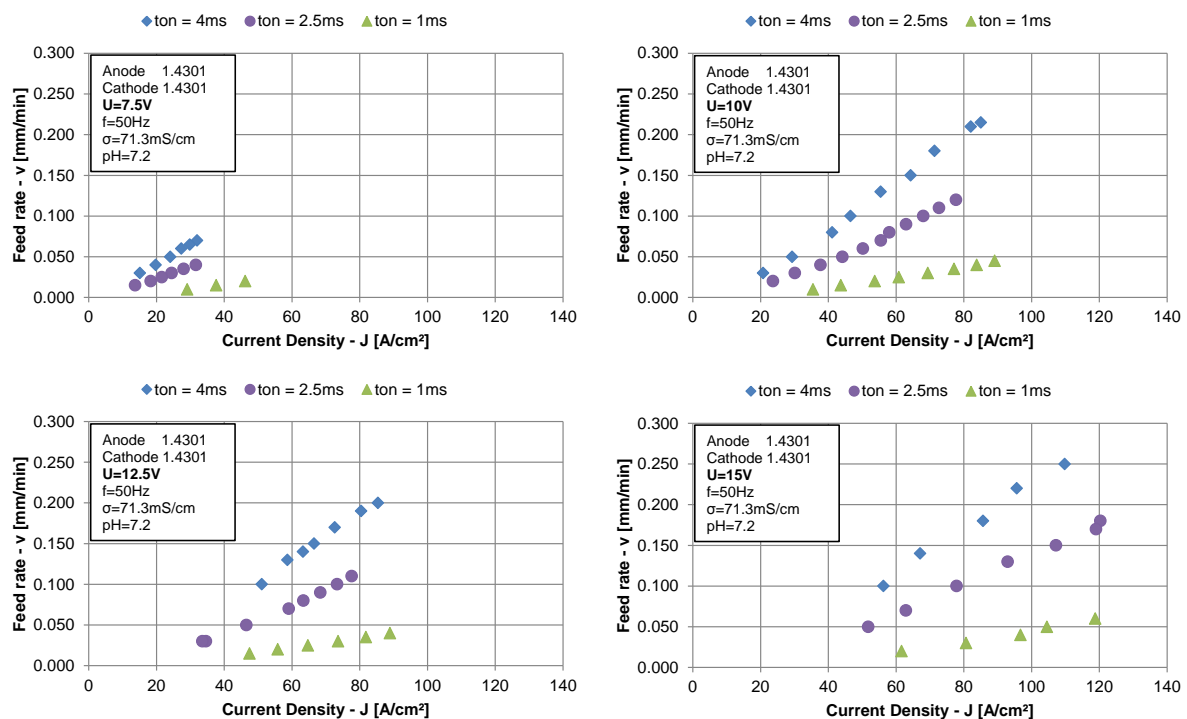 ton = 4ms ton = 2.5ms ton = 1ms
Feed rate - v [mm/min]
0.300
0.250
0.200
0.150
0.100
0.050
0.000
Anode 1.4301
Cathode 1.4301
U=7.5V
f=50Hz
σ=71.3mS/cm
pH=7.2
0 20 40 60 80 100 120 140
Current Density - J [A/cm²]
ton = 4ms ton = 2.5ms ton = 1ms
Feed rate - v [mm/min]
0.300
0.250
0.200
0.150
0.100
0.050
0.000
Anode 1.4301
Cathode 1.4301
U=10V
f=50Hz
σ=71.3mS/cm
pH=7.2
0 20 40 60 80 100 120 140
Current Density - J [A/cm²]
ton = 4ms ton = 2.5ms ton = 1ms
Feed rate - v [mm/min]
0.300
0.250
0.200
0.150
0.100
0.050
0.000
Anode 1.4301
Cathode 1.4301
U=12.5V
f=50Hz
σ=71.3mS/cm
pH=7.2
0 20 40 60 80 100 120 140
Current Density - J [A/cm²]
ton = 4ms ton = 2.5ms ton = 1ms
Feed rate - v [mm/min]
0.300
0.250
0.200
0.150
0.100
0.050
0.000
Anode 1.4301
Cathode 1.4301
U=15V
f=50Hz
σ=71.3mS/cm
pH=7.2
0 20 40 60 80 100 120 140
Current Density - J [A/cm²]